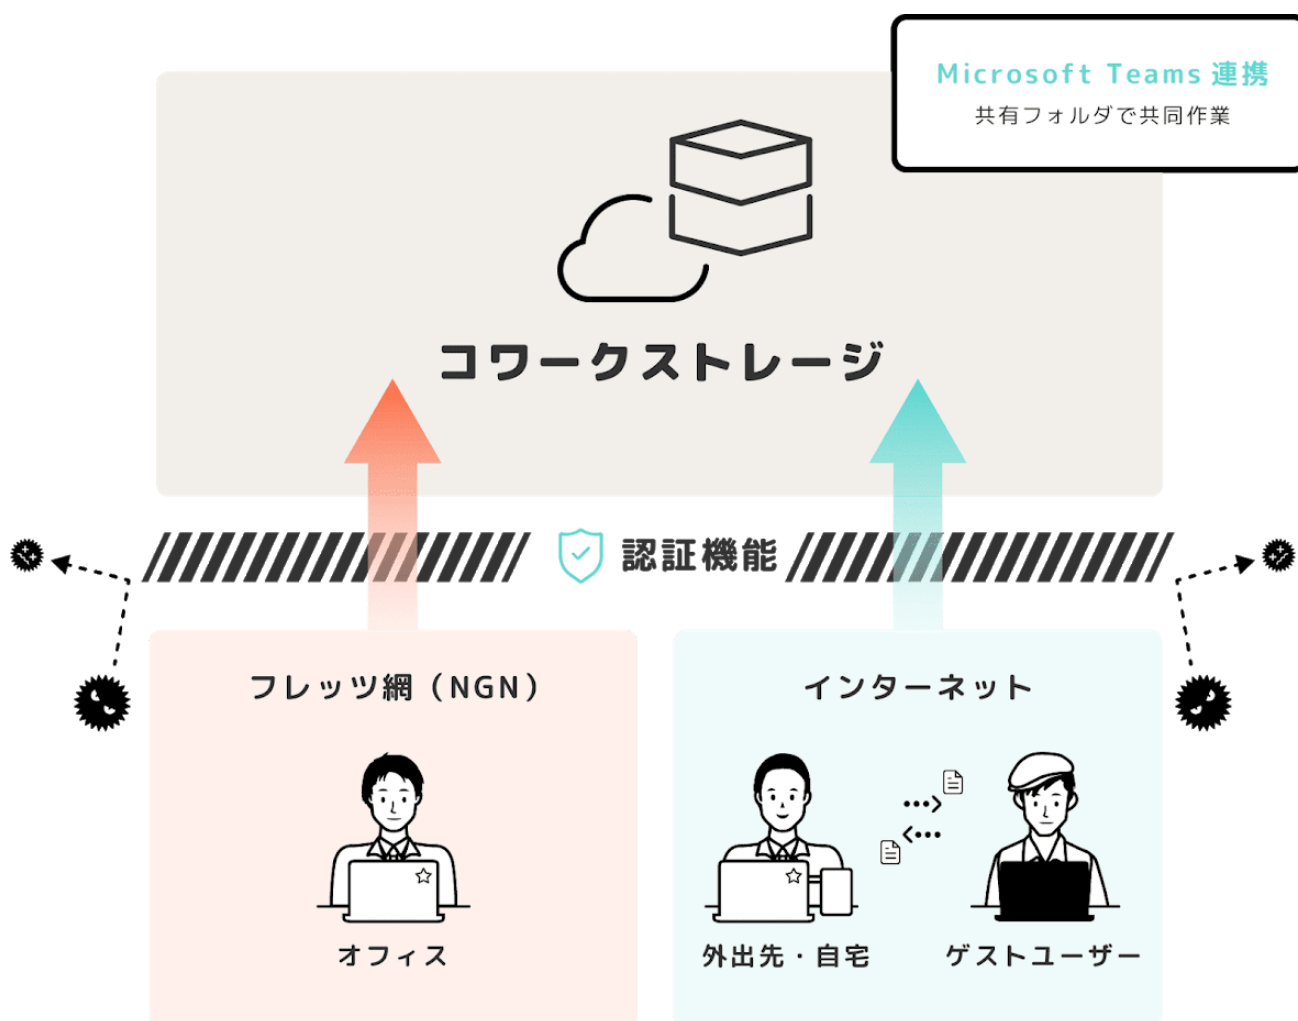 Microsoft Teams 連携
共有フォルダで共同作業
コワークストレージ
認証機能
フレッツ網（NGN）
インターネット
オフィス
外出先・自宅
ゲストユーザー